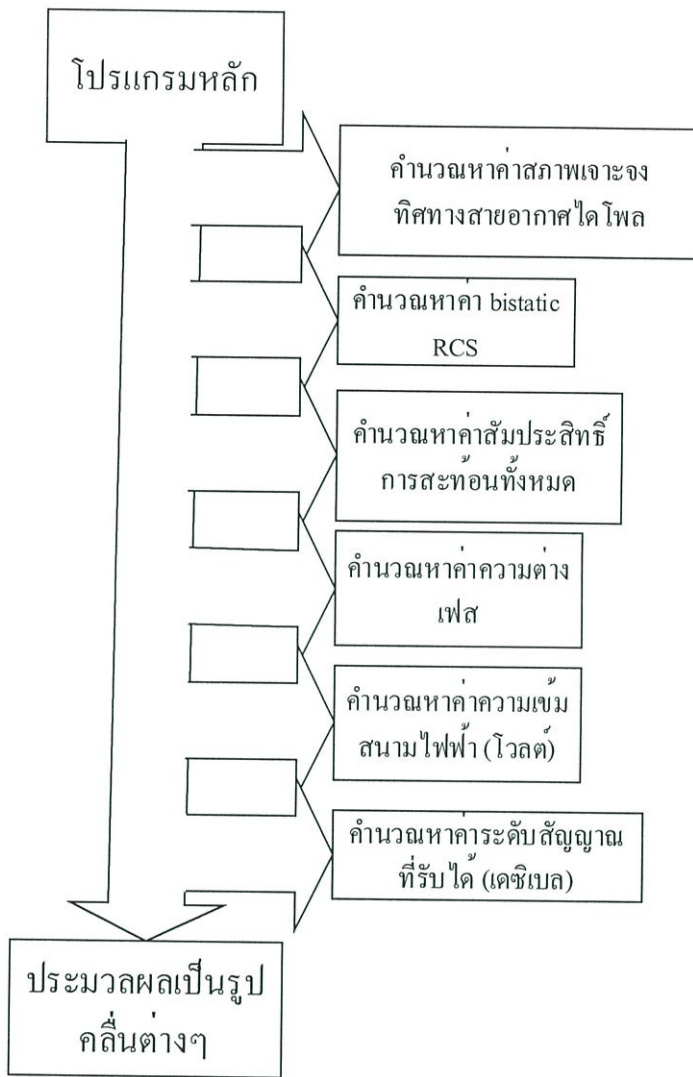 โปรแกรมหลัก
คำนวณหาค่าสภาพเจาะจง
ทิศทางสายอากาศไดโพล
คำนวณหาค่า bistatic
RCS
คำนวณหาค่าสัมประสิทธิ์
การสะท้อนทั้งหมด
คำนวณหาค่าความต่าง
เฟส
คำนวณหาค่าความเข้ม
สนามไฟฟ้า (โวลต์)
คำนวณหาค่าระดับสัญญาณ
ที่รับได้ (เดซิเบล)
ประมวลผลเป็นรูป
คลื่นต่างๆ